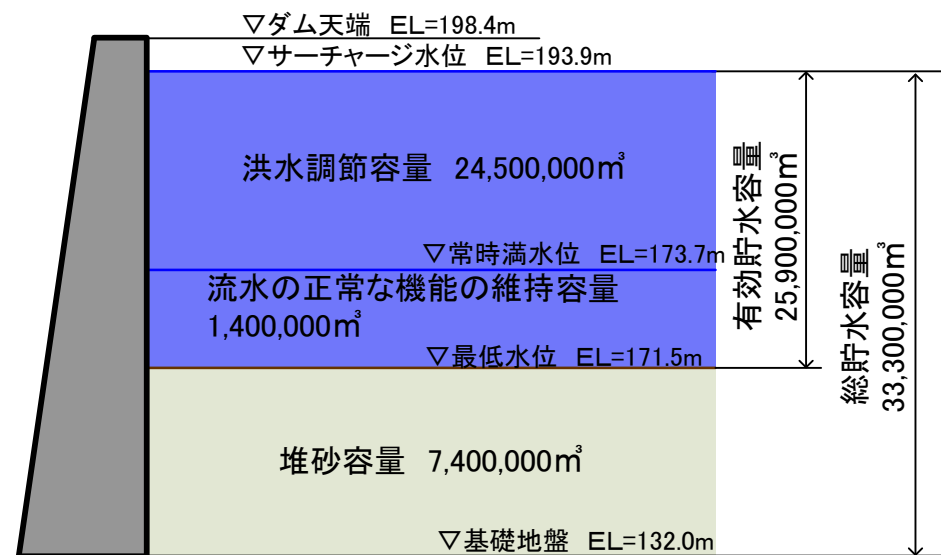 ▽ダム天端 EL=198.4m
▽サーチャージ水位 EL=193.9m
洪水調節容量 24,500,000㎥
▽常時満水位 EL=173.7m
流水の正常な機能の維持容量
1,400,000㎥
▽最低水位 EL=171.5m
堆砂容量 7,400,000㎥
▽基礎地盤 EL=132.0m
有効貯水容量
25,900,000㎥
総貯水容量
33,300,000㎥